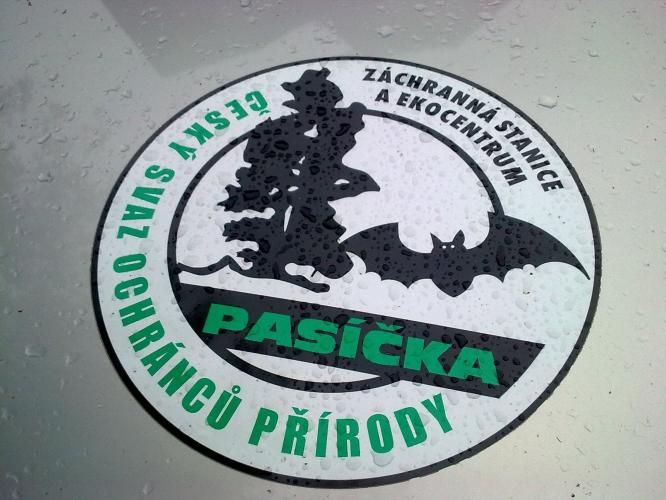 ZÁCHRANNÁ STANICE
A EKOCENTRUM
PASÍČKA
ČESKÝ SVAZ OCHRÁNCŮ PŘÍRODY